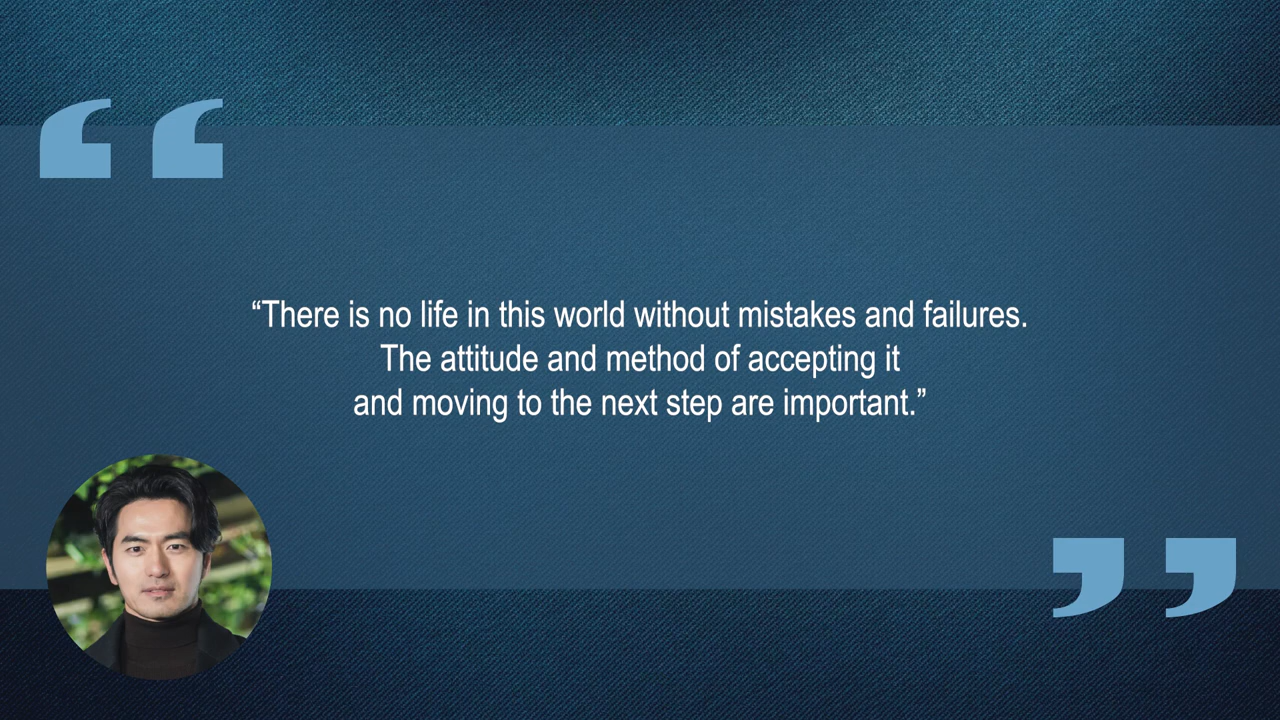 “There is no life in this world without mistakes and failures.
The attitude and method of accepting it
and moving to the next step are important.”